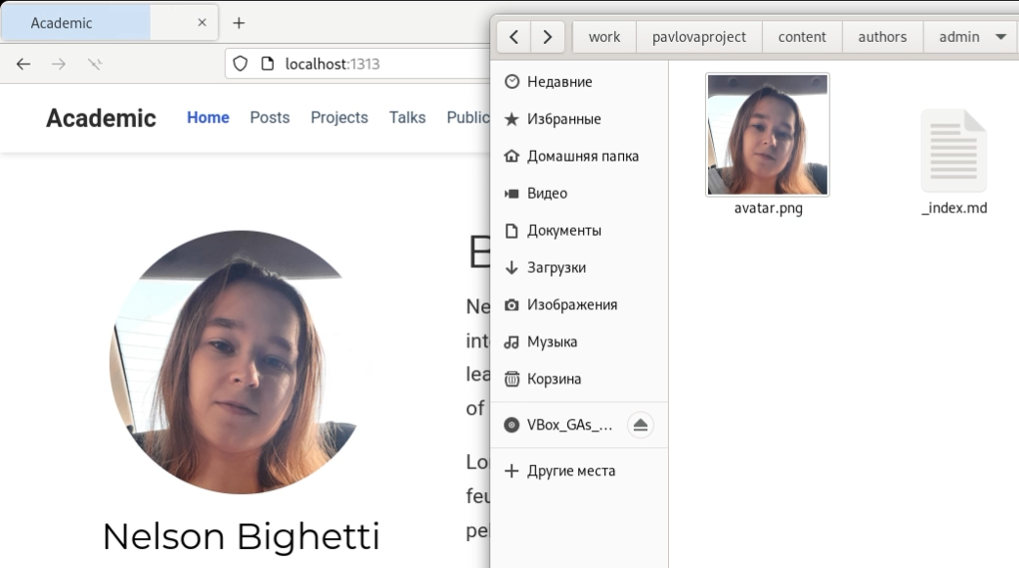 Academic
localhost:1313
Academic Home Posts Projects Talks Public
B
Ne
int
lea
of
Lo
feu
pe
Nelson Bighetti
work pavlovaproject content authors admin
Недавние
Избранные
Домашняя папка
Видео
Документы
Загрузки
Изображения
Музыка
Корзина
VBox_GAs_...
Другие места
avatar.png
_index.md